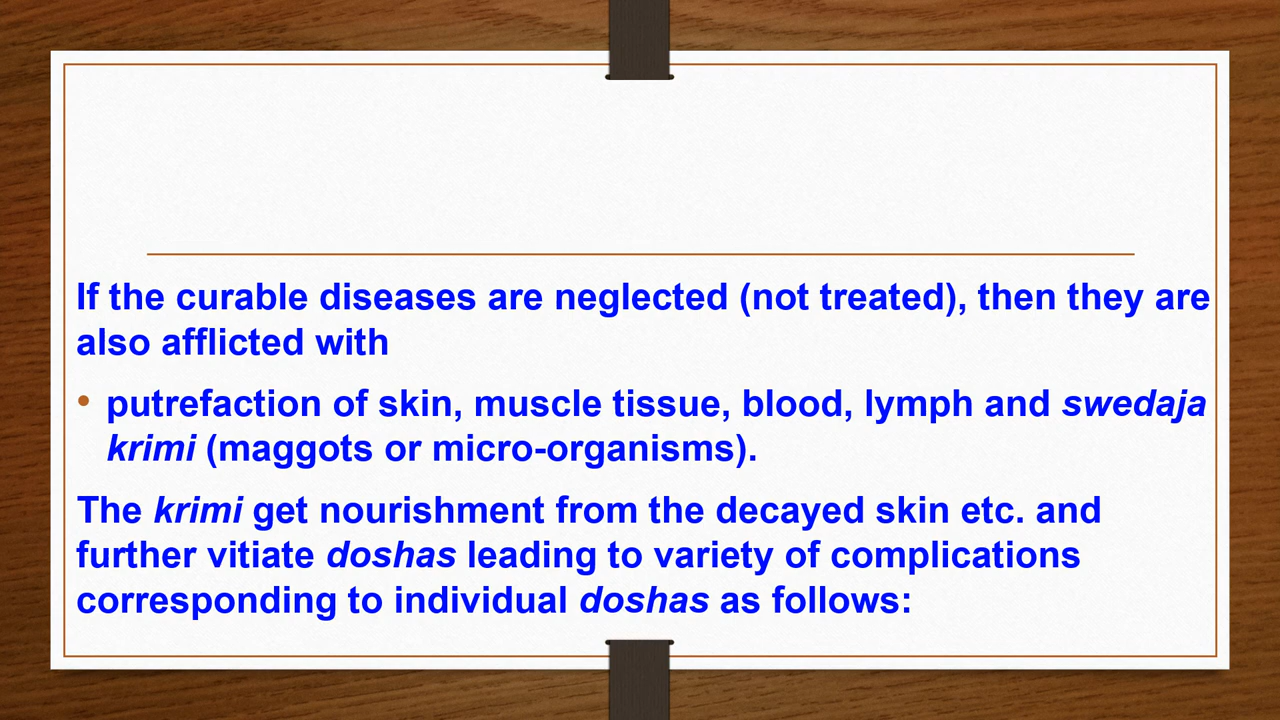 If the curable diseases are neglected (not treated), then they are
also afflicted with
• putrefaction of skin, muscle tissue, blood, lymph and swedaja
krimi (maggots or micro-organisms).
The krimi get nourishment from the decayed skin etc. and
further vitiate doshas leading to variety of complications
corresponding to individual doshas as follows: